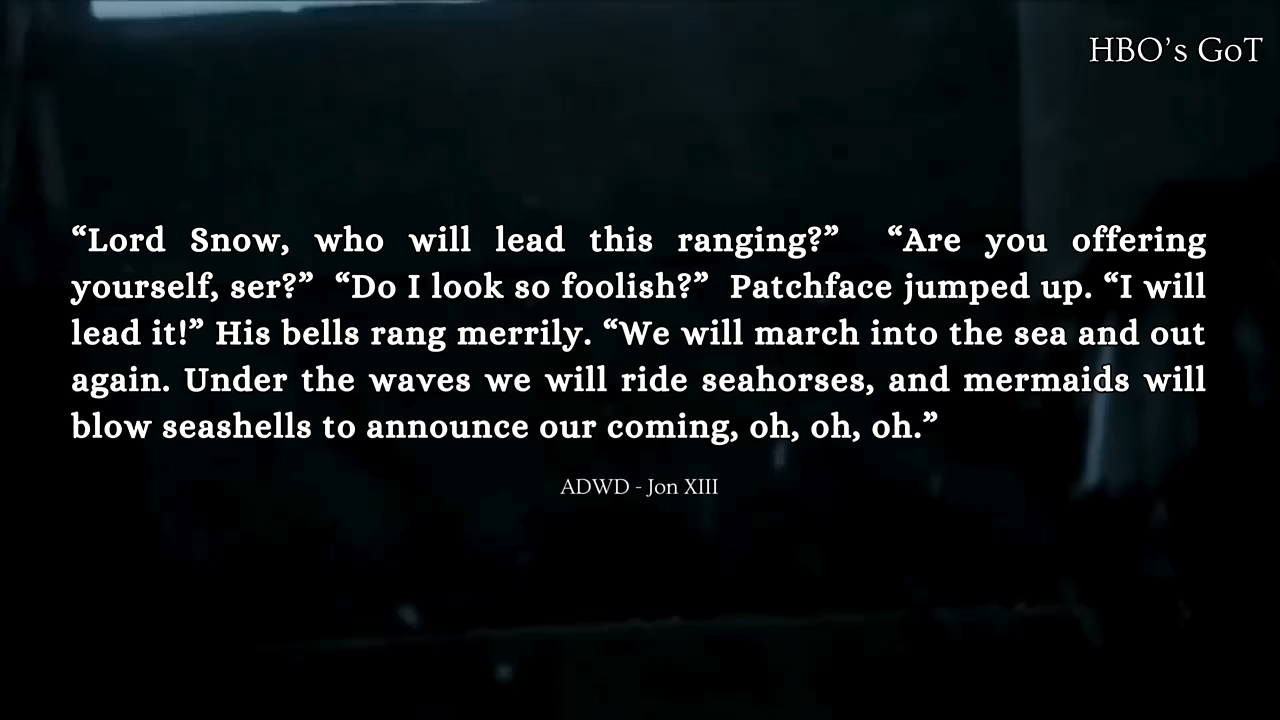 HBO’s GoT
“Lord Snow, who will lead this ranging?” “Are you offering
yourself, ser?” “Do I look so foolish?” Patchface jumped up. “I will
lead it!” His bells rang merrily. “We will march into the sea and out
again. Under the waves we will ride seahorses, and mermaids will
blow seashells to announce our coming, oh, oh, oh.”
ADWD - Jon XIII